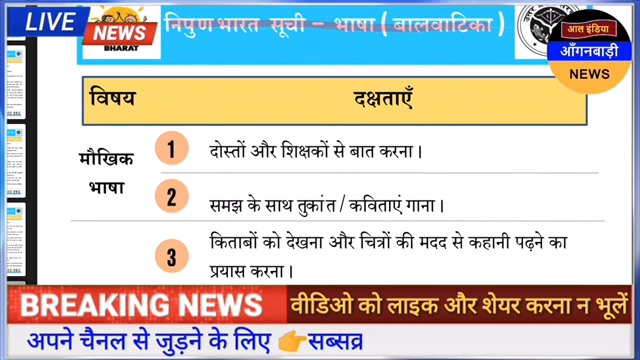 LIVE
NEWS
BHARAT
निपुण भारत सूची – भाषा ( बालवाटिका )
आल इंडिया
आँगनबाड़ी
NEWS
विषय दक्षताएँ
मौखिक भाषा
1 दोस्तों और शिक्षकों से बात करना।
2 समझ के साथ तुकांत / कविताएं गाना।
3 किताबों को देखना और चित्रों की मदद से कहानी पढ़ने का
प्रयास करना।
BREAKING NEWS वीडियो को लाइक और शेयर करना न भूलें
अपने चैनल से जुड़ने के लिए 👉सब्सव्र